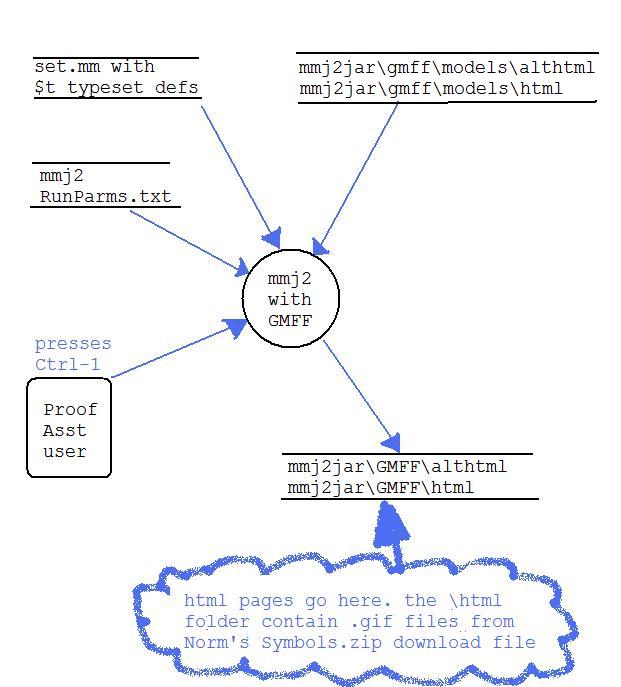 set.mm with
$t typeset defs
mmj2jar\gmff\models\althtml
mmj2jar\gmff\models\html
mmj2
RunParms.txt
mmj2
with
GMFF
presses
Ctrl-1
Proof
Asst
user
mmj2jar\GMFF\althtml
mmj2jar\GMFF\html
html pages go here. the \html
folder contain .gif files from
Norm's Symbols.zip download file